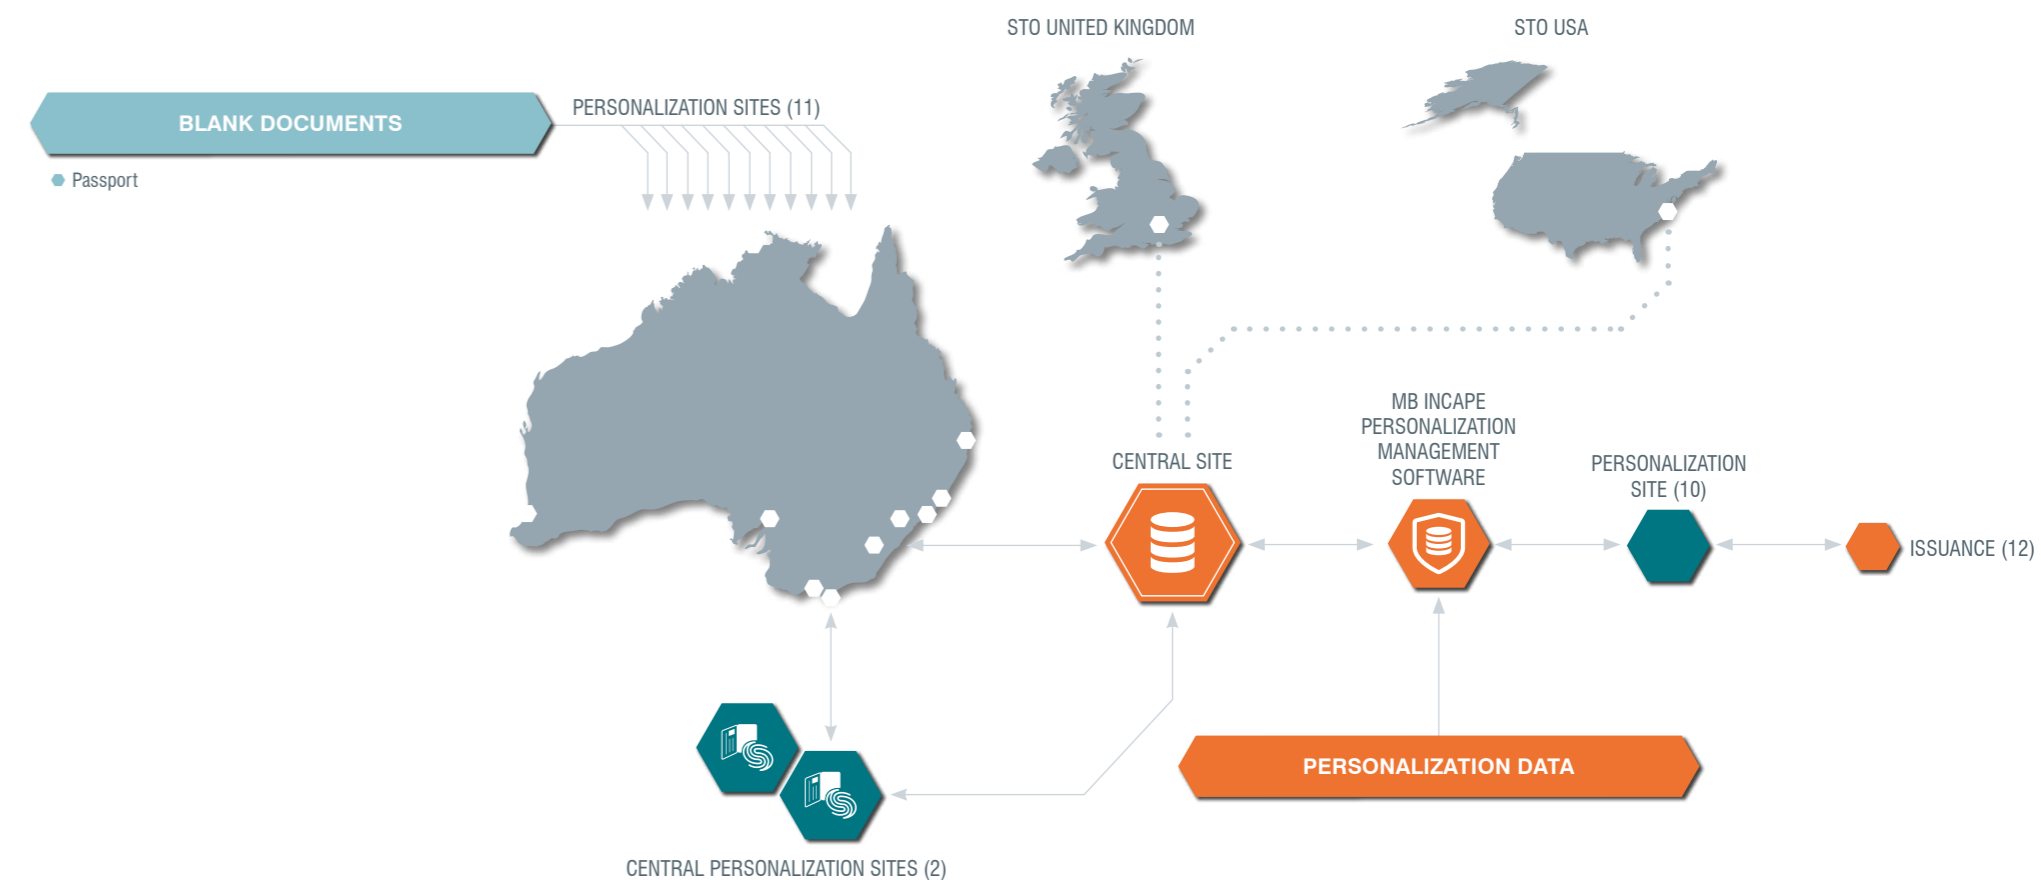 STO UNITED KINGDOM
STO USA
BLANK DOCUMENTS
PERSONALIZATION SITES (11)
Passport
MB INCAPE
PERSONALIZATION
MANAGEMENT
SOFTWARE
CENTRAL SITE
PERSONALIZATION
SITE (10)
ISSUANCE (12)
PERSONALIZATION DATA
CENTRAL PERSONALIZATION SITES (2)